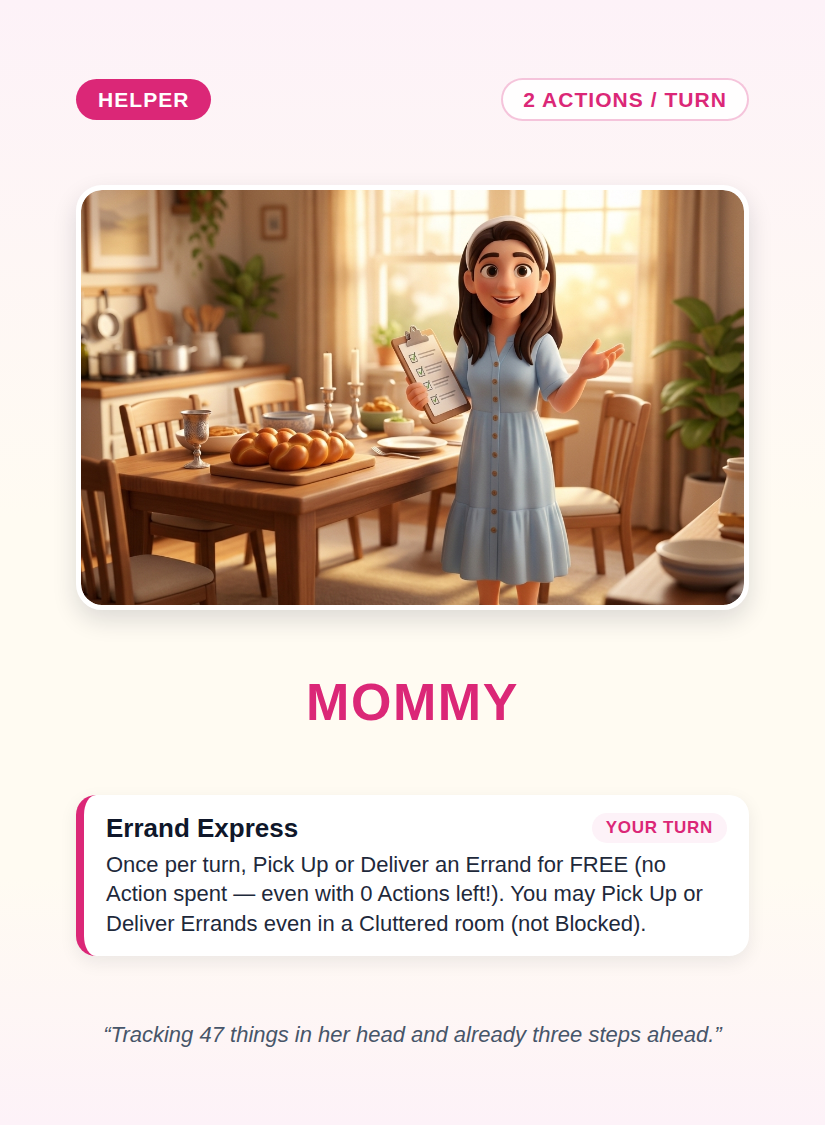 HELPER
2 ACTIONS / TURN
MOMMY
Errand Express
YOUR TURN
Once per turn, Pick Up or Deliver an Errand for FREE (no
Action spent — even with 0 Actions left!). You may Pick Up or
Deliver Errands even in a Cluttered room (not Blocked).
“Tracking 47 things in her head and already three steps ahead.”